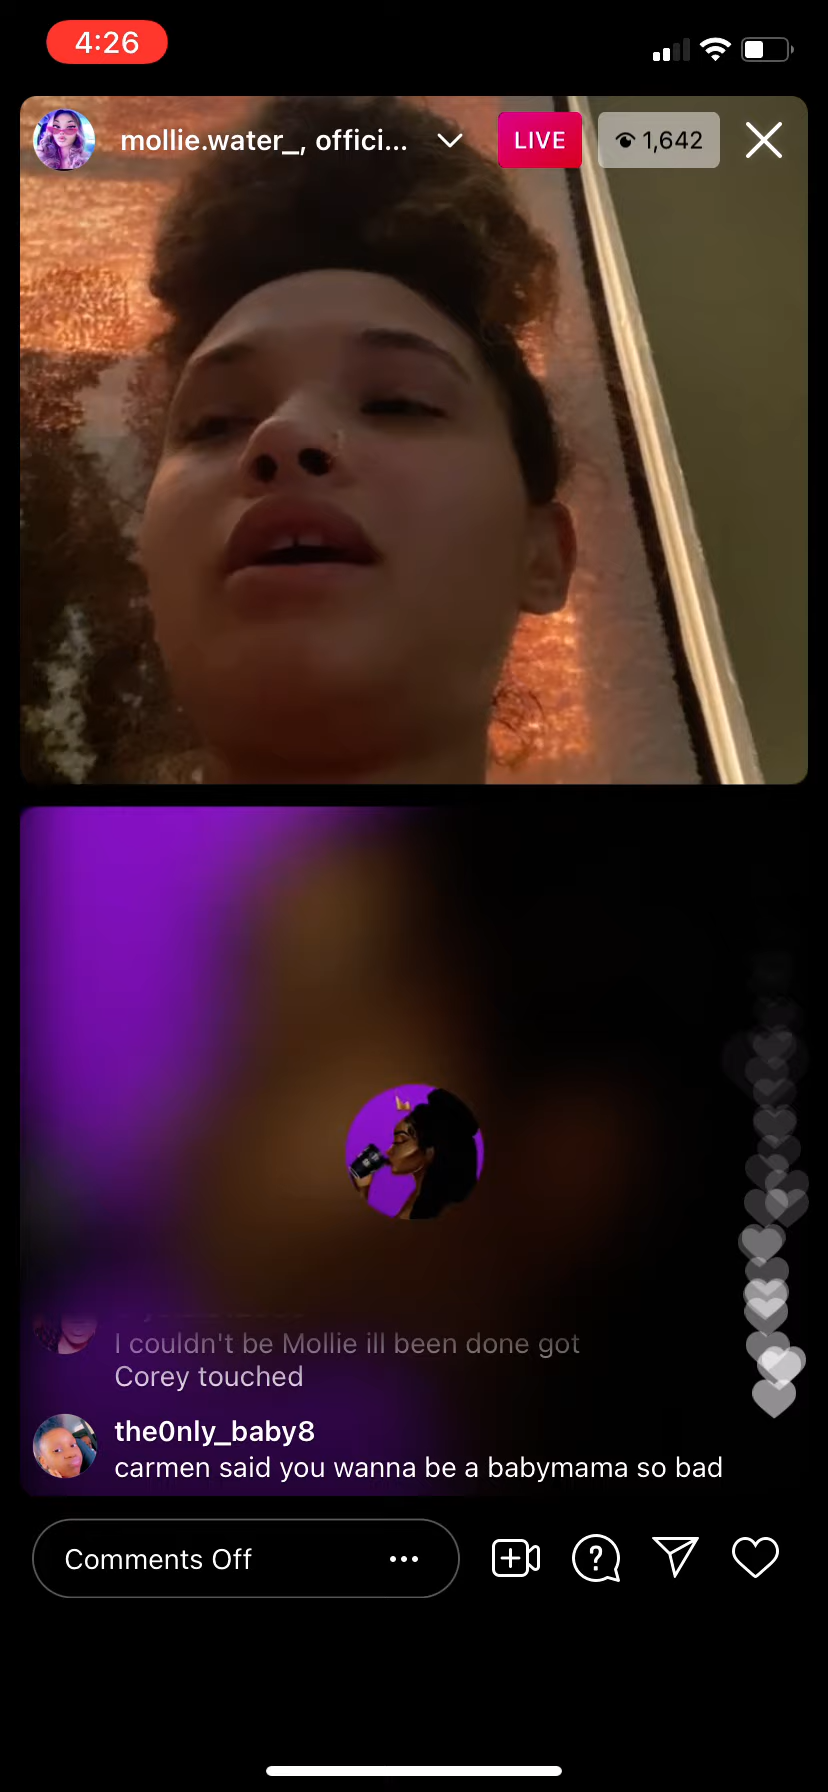 4:26
mollie.water_, offici...
LIVE
1,642
I couldn't be Mollie ill been done got
Corey touched
the0nly_baby8
carmen said you wanna be a babymama so bad
Comments Off